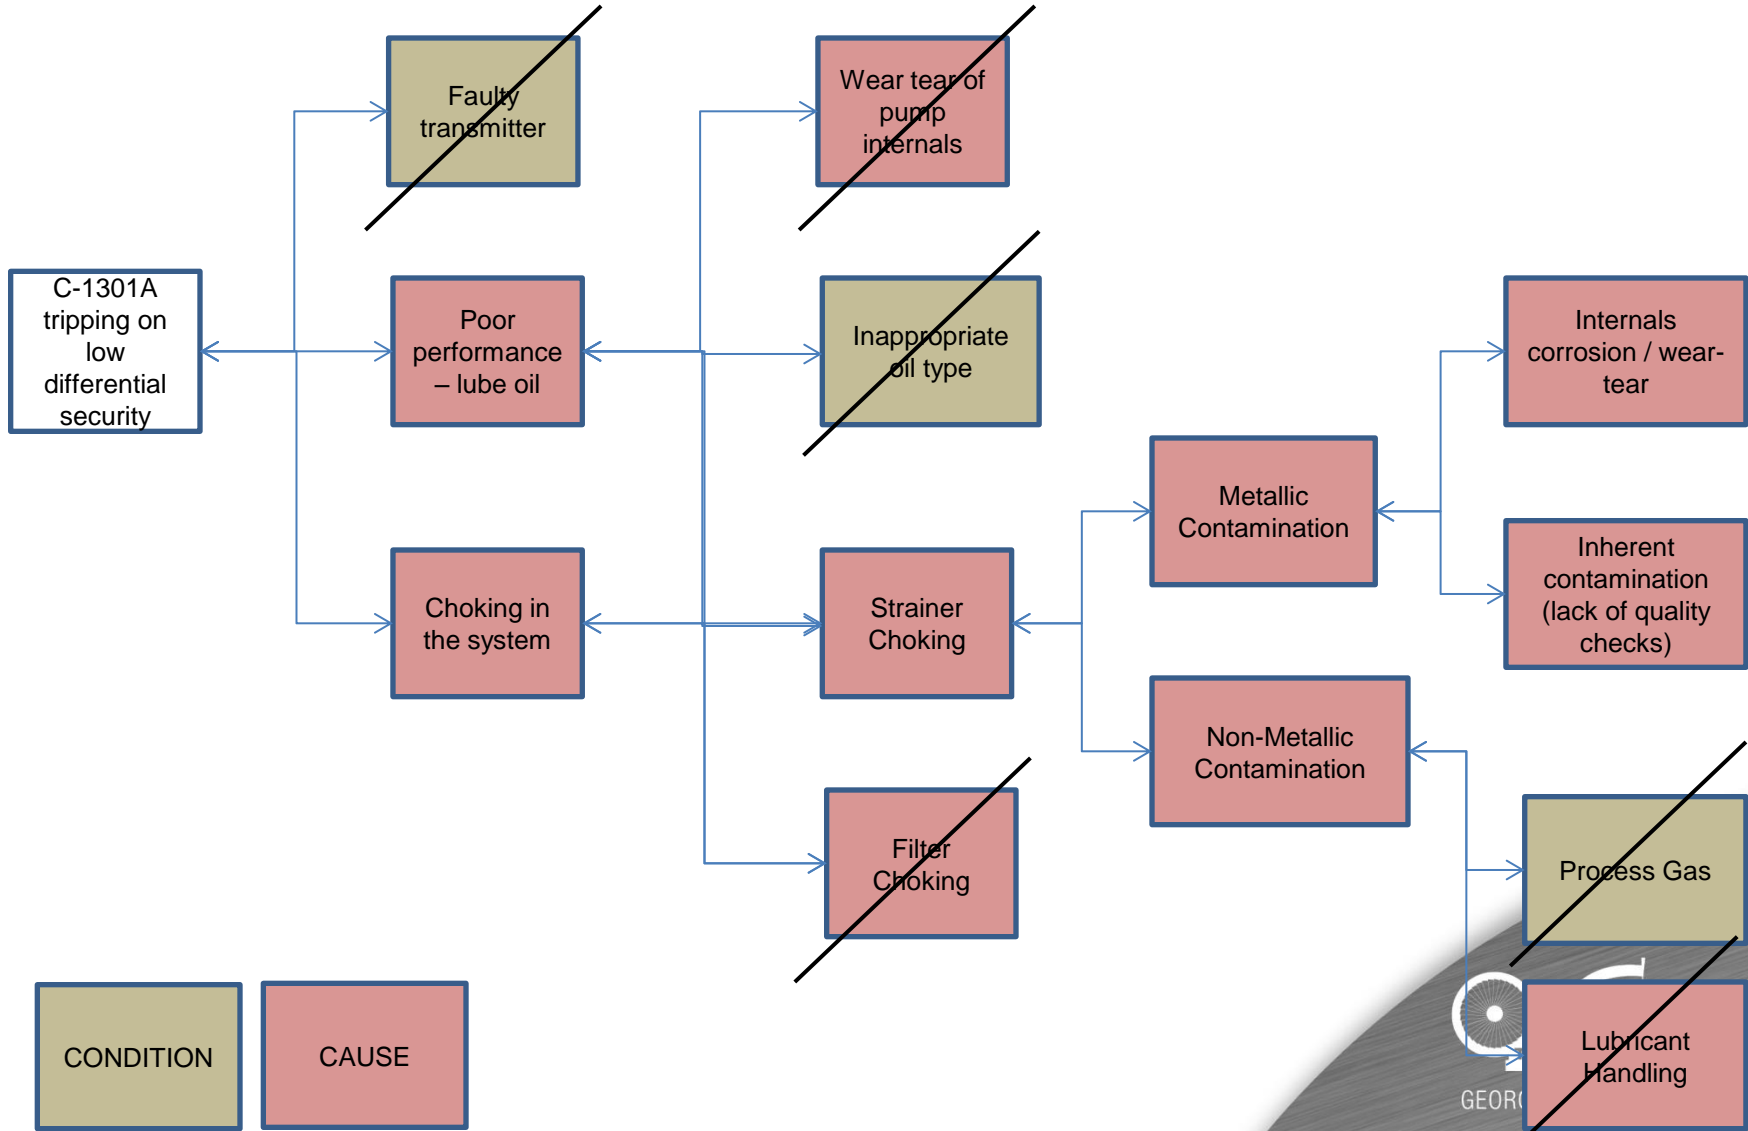 Faulty
transmitter
Wear tear of
pump
internals
C-1301A
tripping on
low
differential
security
Poor
performance
– lube oil
Inappropriate
oil type
Internals
corrosion / wear-
tear
Metallic
Contamination
Inherent
contamination
(lack of quality
checks)
Choking in
the system
Strainer
Choking
Non-Metallic
Contamination
Filter
Choking
Process Gas
CONDITION
CAUSE
Lubricant
Handling